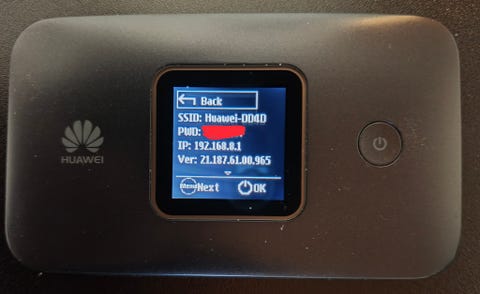 Back
SSID: Huawei-DD4D
PWD:
IP: 192.168.8.1
Ver: 21.187.61.00.965
Menu Next OK
HUAWEI